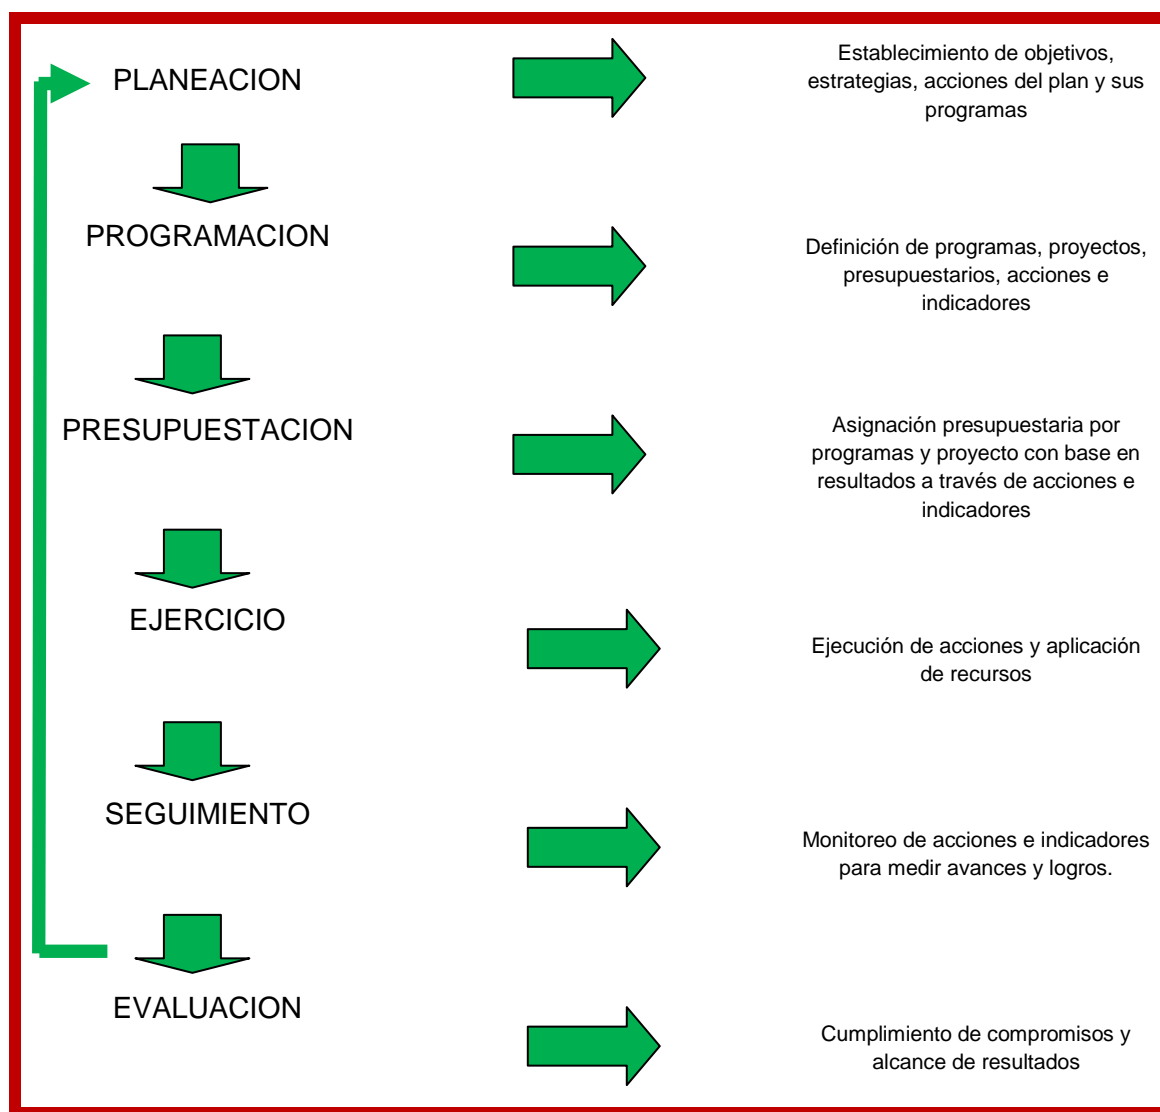 PLANEACION
Establecimiento de objetivos,
estrategias, acciones del plan y sus
programas
PROGRAMACION
Definición de programas, proyectos,
presupuestarios, acciones e
indicadores
PRESUPUESTACION
Asignación presupuestaria por
programas y proyecto con base en
resultados a través de acciones e
indicadores
EJERCICIO
Ejecución de acciones y aplicación
de recursos
SEGUIMIENTO
Monitoreo de acciones e indicadores
para medir avances y logros.
EVALUACION
Cumplimiento de compromisos y
alcance de resultados